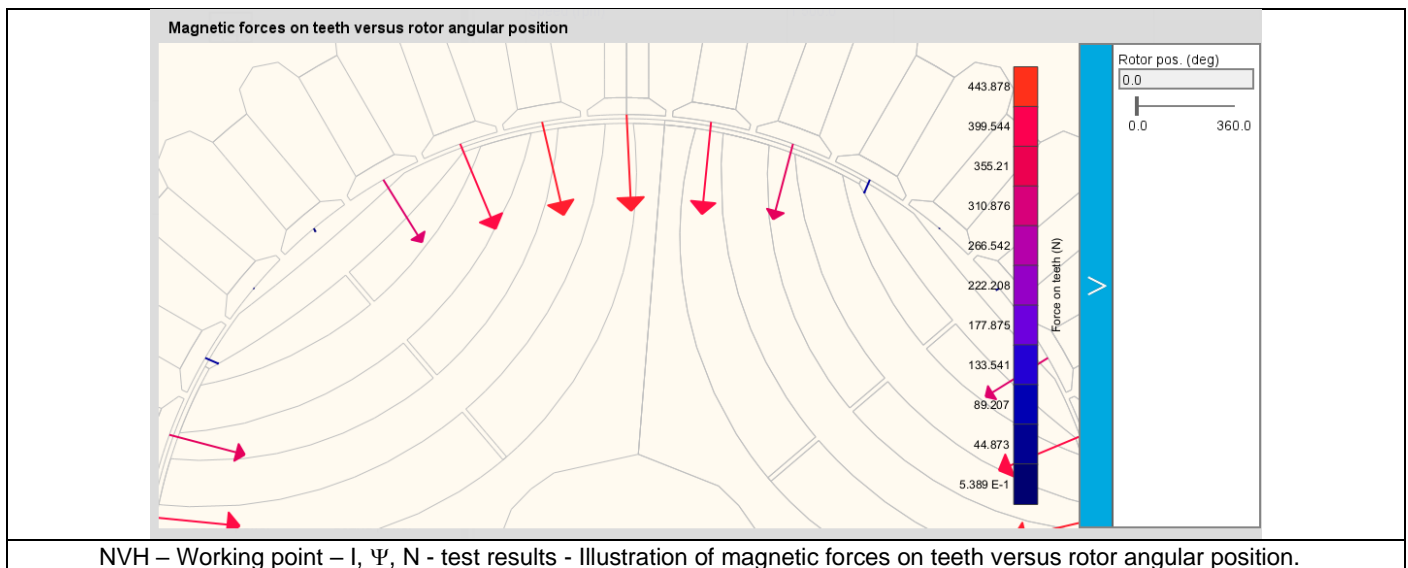 Magnetic forces on teeth versus rotor angular position
Rotor pos. (deg)
0.0
0.0 360.0
>
443.878
399.544
355.21
310.876
266.542
222.208
177.875
133.541
89.207
44.873
5.389 E-1
Force on teeth (N)
NVH – Working point – I, Ψ, N - test results - Illustration of magnetic forces on teeth versus rotor angular position.